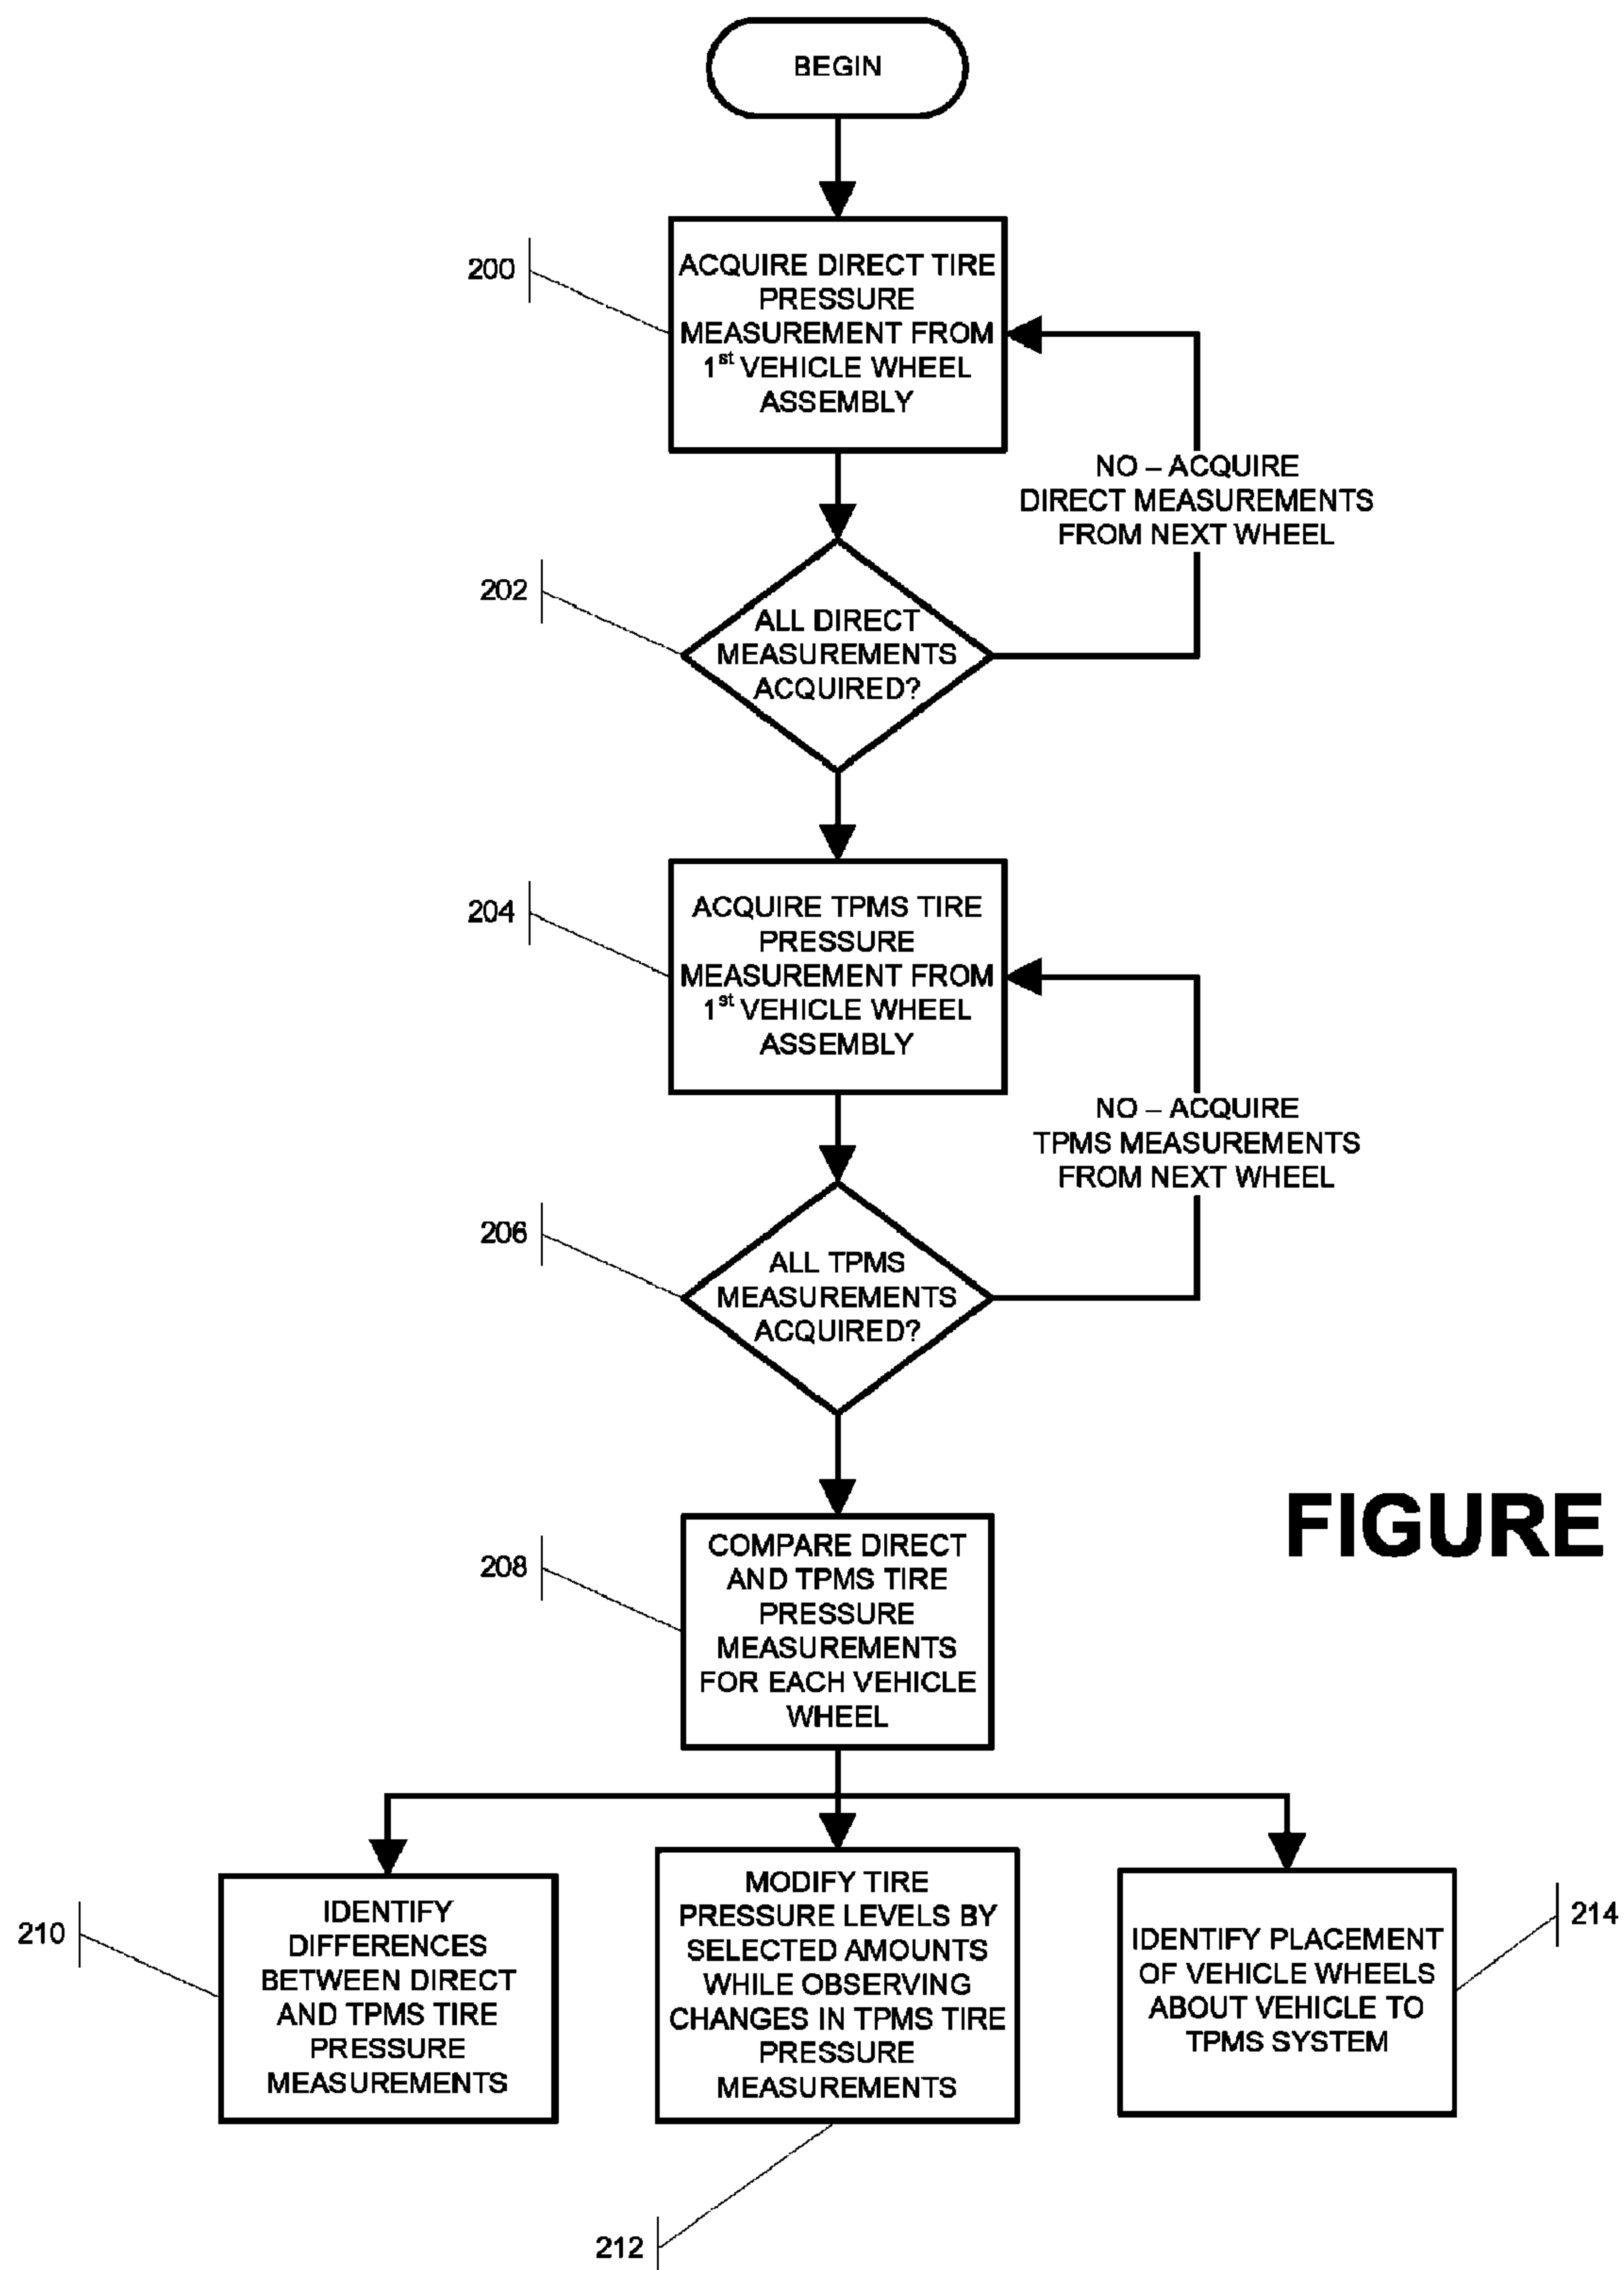 BEGIN
200
ACQUIRE DIRECT TIRE
PRESSURE
MEASUREMENT FROM
1st VEHICLE WHEEL
ASSEMBLY
NO – ACQUIRE
DIRECT MEASUREMENTS
FROM NEXT WHEEL
202
ALL DIRECT
MEASUREMENTS
ACQUIRED?
204
ACQUIRE TPMS TIRE
PRESSURE
MEASUREMENT FROM
1st VEHICLE WHEEL
ASSEMBLY
NO – ACQUIRE
TPMS MEASUREMENTS
FROM NEXT WHEEL
206
ALL TPMS
MEASUREMENTS
ACQUIRED?
FIGURE
208
COMPARE DIRECT
AND TPMS TIRE
PRESSURE
MEASUREMENTS
FOR EACH VEHICLE
WHEEL
210
IDENTIFY
DIFFERENCES
BETWEEN DIRECT
AND TPMS TIRE
PRESSURE
MEASUREMENTS
MODIFY TIRE
PRESSURE LEVELS BY
SELECTED AMOUNTS
WHILE OBSERVING
CHANGES IN TPMS TIRE
PRESSURE
MEASUREMENTS
212
IDENTIFY PLACEMENT
OF VEHICLE WHEELS
ABOUT VEHICLE TO
TPMS SYSTEM
214